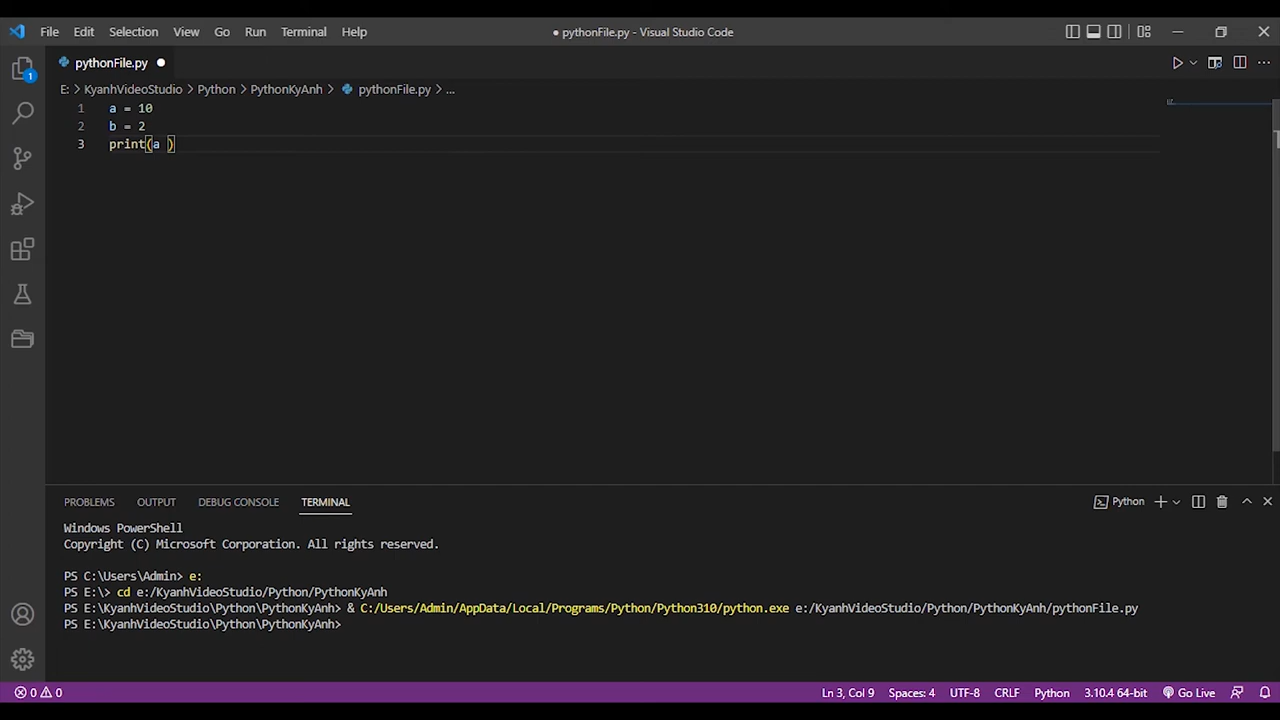 File Edit Selection View Go Run Terminal Help ● pythonFile.py - Visual Studio Code
pythonFile.py
E: > KyanhVideoStudio > Python > PythonKyAnh > pythonFile.py > ...
1 a = 10
2 b = 2
3 print(a )
1
PROBLEMS OUTPUT DEBUG CONSOLE TERMINAL Python
Windows PowerShell
Copyright (C) Microsoft Corporation. All rights reserved.
PS C:\Users\Admin> e:
PS E:\> cd e:/KyanhVideoStudio/Python/PythonKyAnh
PS E:\KyanhVideoStudio\Python\PythonKyAnh> & C:/Users/Admin/AppData/Local/Programs/Python/Python310/python.exe e:/KyanhVideoStudio/Python/PythonKyAnh/pythonFile.py
PS E:\KyanhVideoStudio\Python\PythonKyAnh>
0 0 Ln 3, Col 9 Spaces: 4 UTF-8 CRLF Python 3.10.4 64-bit Go Live